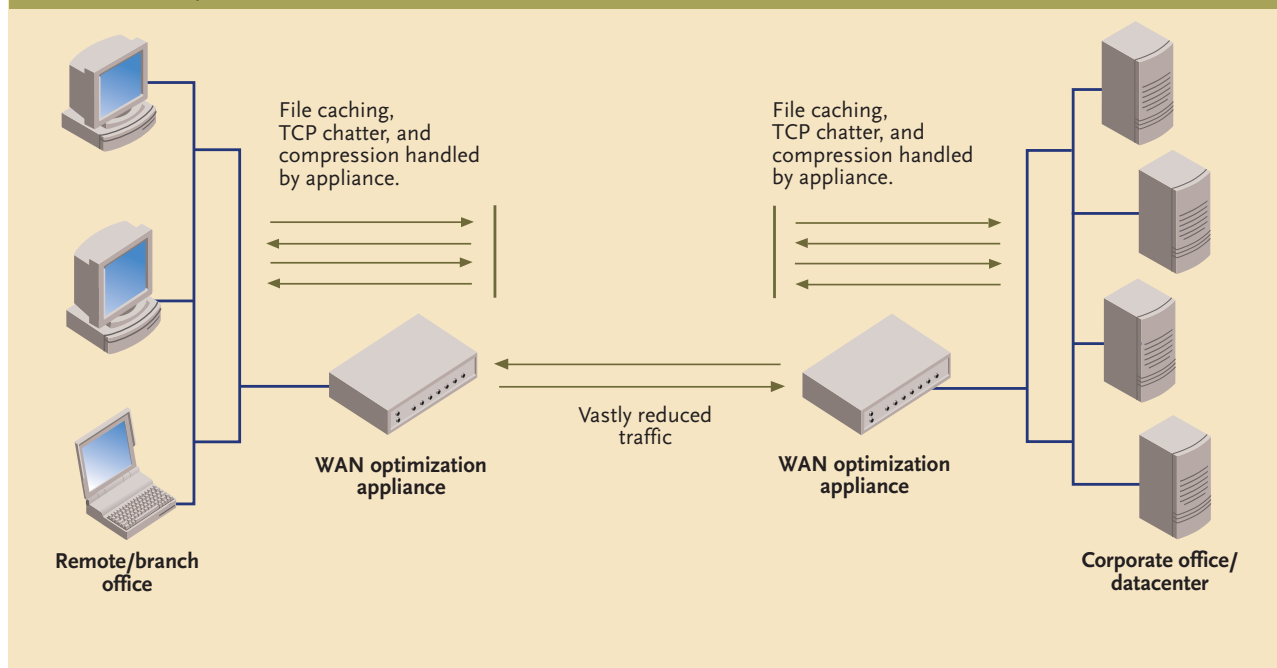 File caching,
TCP chatter, and
compression handled
by appliance.
File caching,
TCP chatter, and
compression handled
by appliance.
Vastly reduced
traffic
WAN optimization
appliance
WAN optimization
appliance
Remote/branch
office
Corporate office/
datacenter